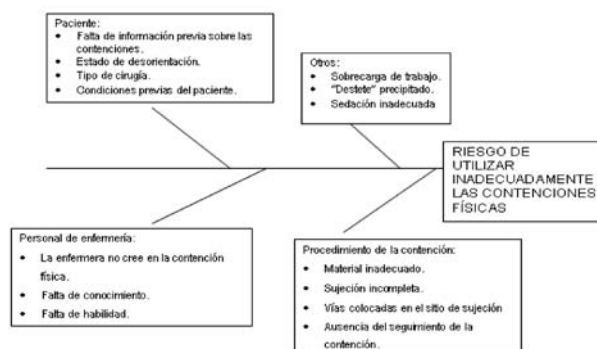 Paciente:
• Falta de información previa sobre las
contenciones.
• Estado de desorientación.
• Tipo de cirugía.
• Condiciones previas del paciente.
Otros:
• Sobrecarga de trabajo.
• "Destete" precipitado.
• Sedación inadecuada
RIESGO DE
UTILIZAR
INADECUADAMENTE
LAS CONTENCIONES
FÍSICAS
Personal de enfermería:
• La enfermera no cree en la contención
física.
• Falta de conocimiento.
• Falta de habilidad.
Procedimiento de la contención:
• Material inadecuado.
• Sujeción incompleta.
• Vías colocadas en el sitio de sujeción
• Ausencia del seguimiento de la
contención.